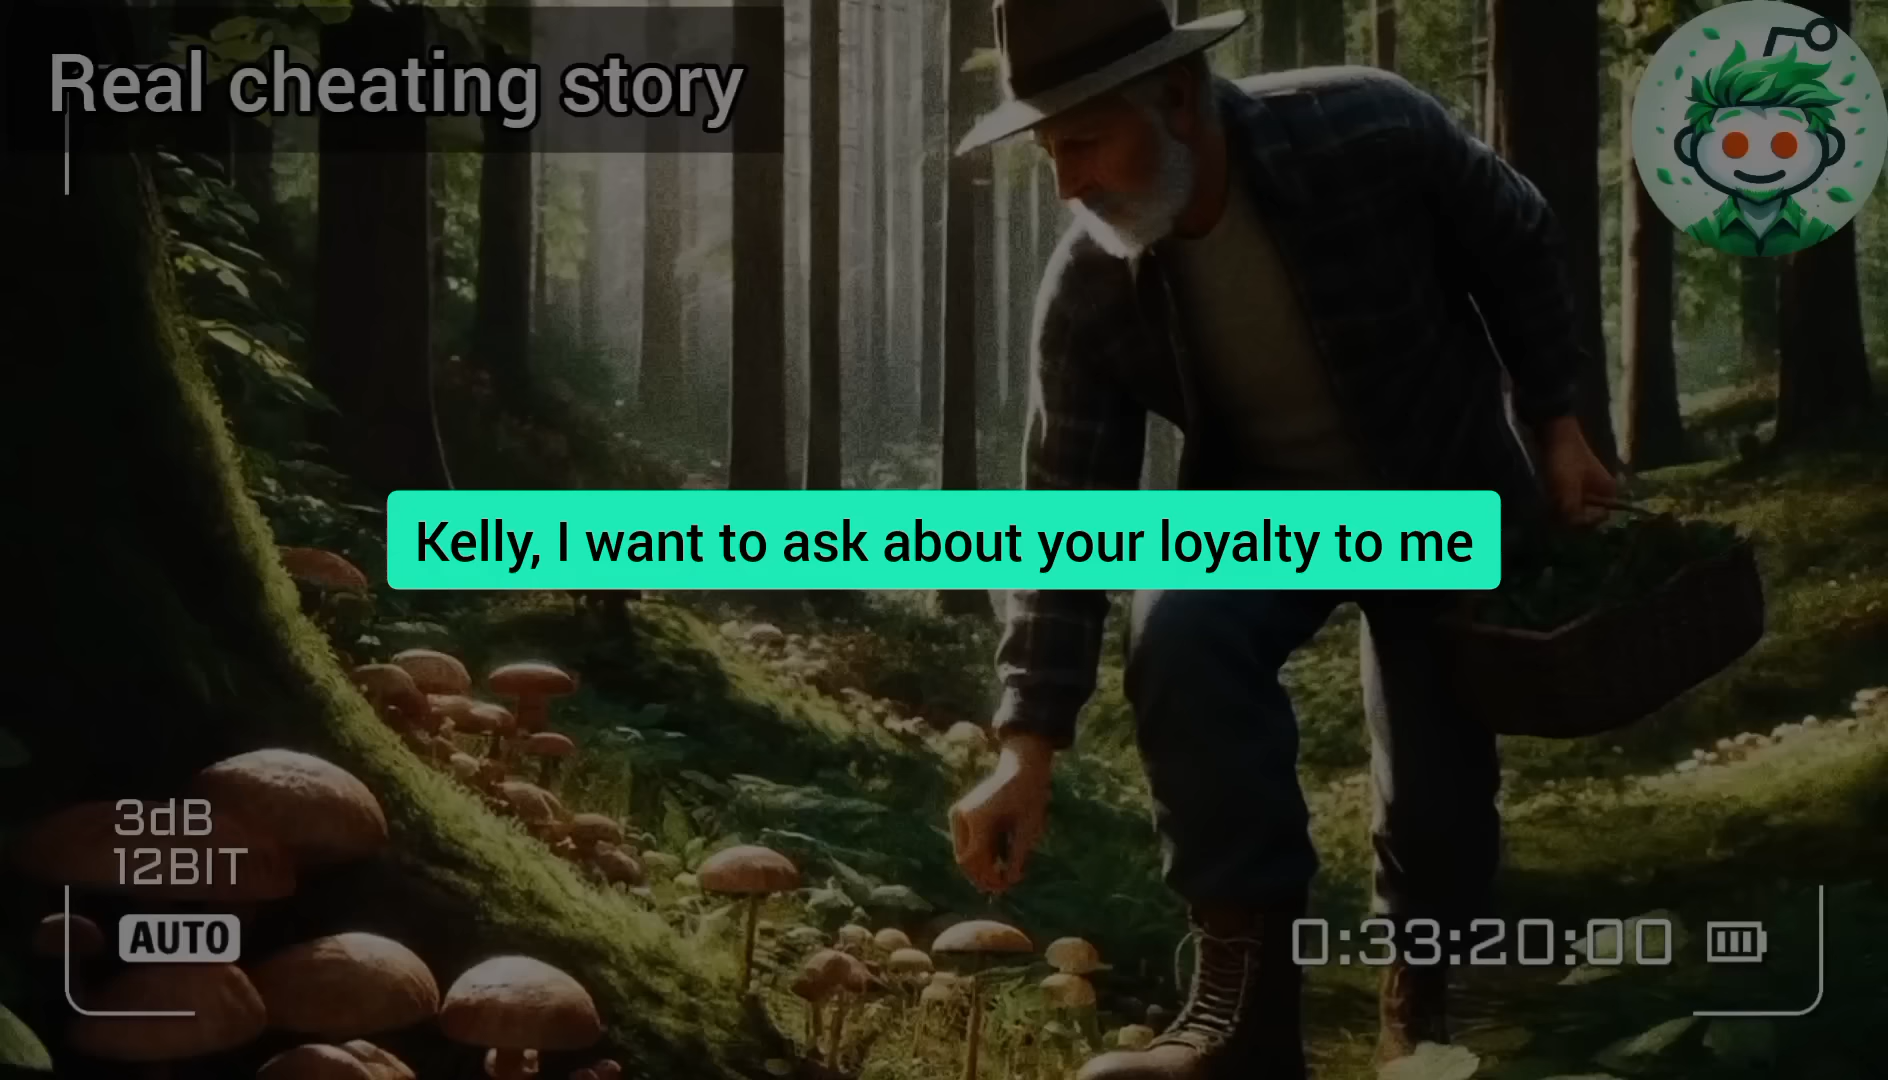 Real cheating story
Kelly, I want to ask about your loyalty to me
3dB
12BIT
AUTO
0:33:20:00